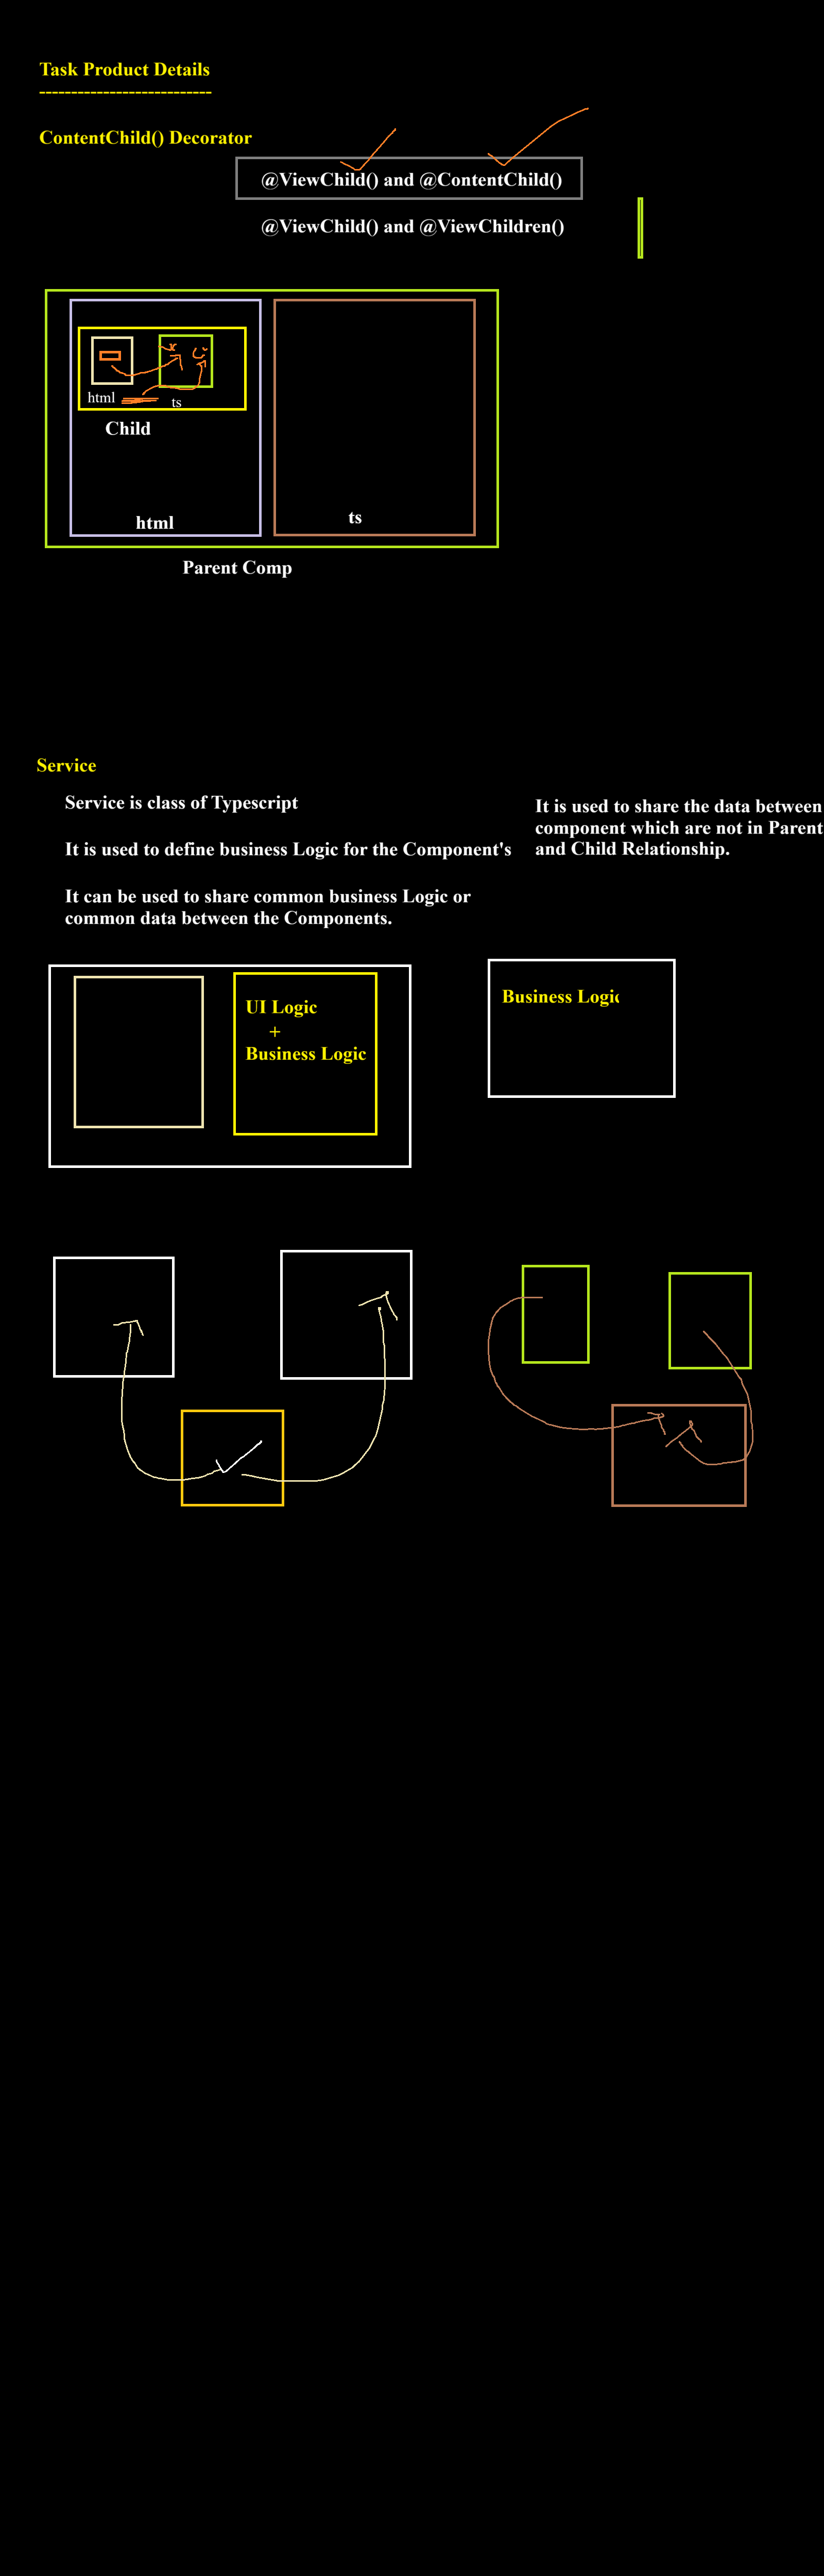 Task Product Details
---------------------------
ContentChild() Decorator
@ViewChild() and @ContentChild()
@ViewChild() and @ViewChildren()
html
ts
Child
html
ts
Parent Comp
Service
Service is class of Typescript
It is used to define business Logic for the Component's
It can be used to share common business Logic or
common data between the Components.
It is used to share the data between
component which are not in Parent
and Child Relationship.
UI Logic
+
Business Logic
Business Logic